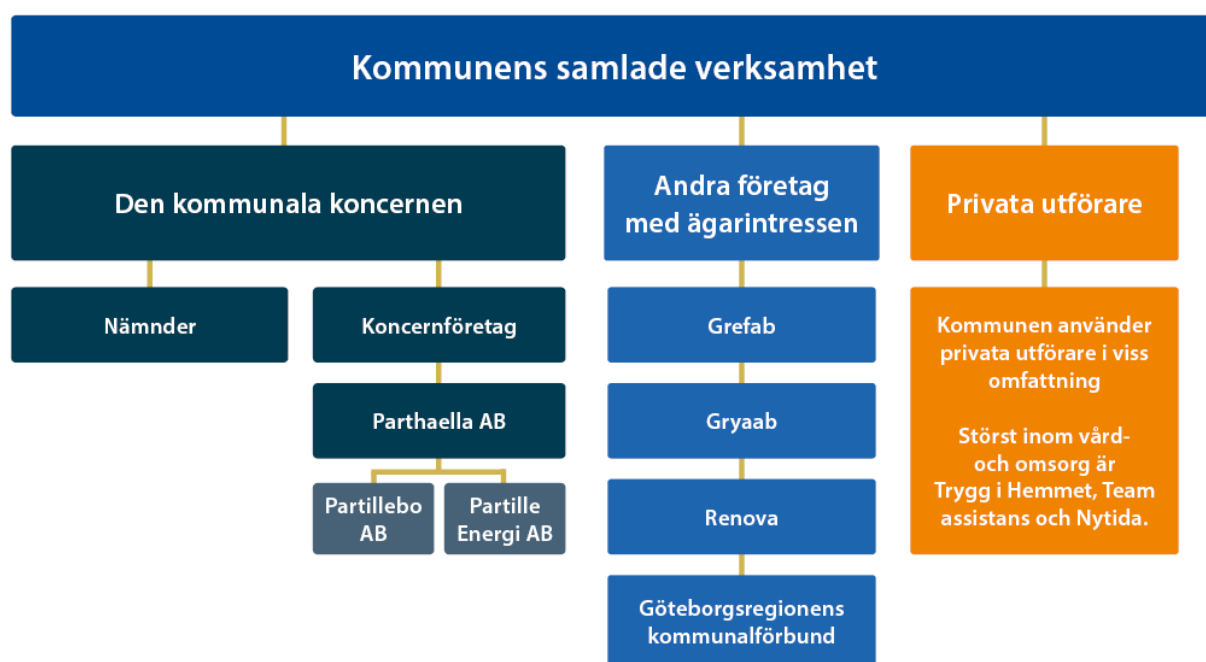 Kommunens samlade verksamhet
Den kommunala koncernen
Andra företag
med ägarintressen
Privata utförare
Nämnder
Koncernföretag
Parthaella AB
Partillebo
AB
Partille
Energi AB
Grefab
Gryaab
Renova
Göteborgsregionens
kommunalförbund
Kommunen använder
privata utförare i viss
omfattning
Störst inom vård-
och omsorg är
Trygg i Hemmet, Team
assistans och Nytida.